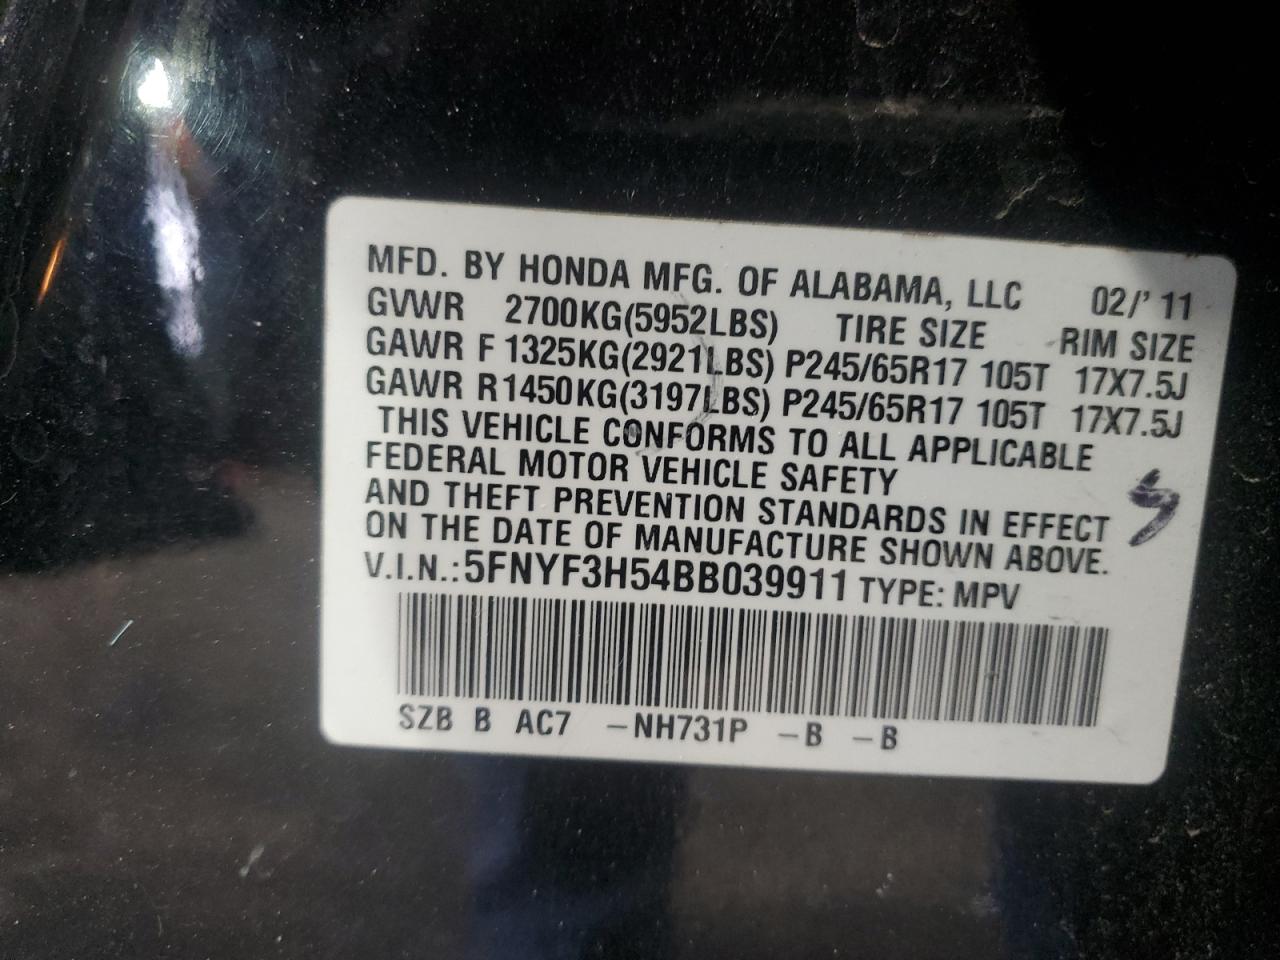 MFD. BY HONDA MFG. OF ALABAMA, LLC 02/' 11
GVWR 2700KG(5952LBS) TIRE SIZE RIM SIZE
GAWR F 1325KG(2921LBS) P245/65R17 105T 17X7.5J
GAWR R 1450KG(3197LBS) P245/65R17 105T 17X7.5J
THIS VEHICLE CONFORMS TO ALL APPLICABLE
FEDERAL MOTOR VEHICLE SAFETY
AND THEFT PREVENTION STANDARDS IN EFFECT
ON THE DATE OF MANUFACTURE SHOWN ABOVE.
V.I.N.: 5FNYF3H54BB039911 TYPE: MPV
SZB B AC7 –NH731P –B –B